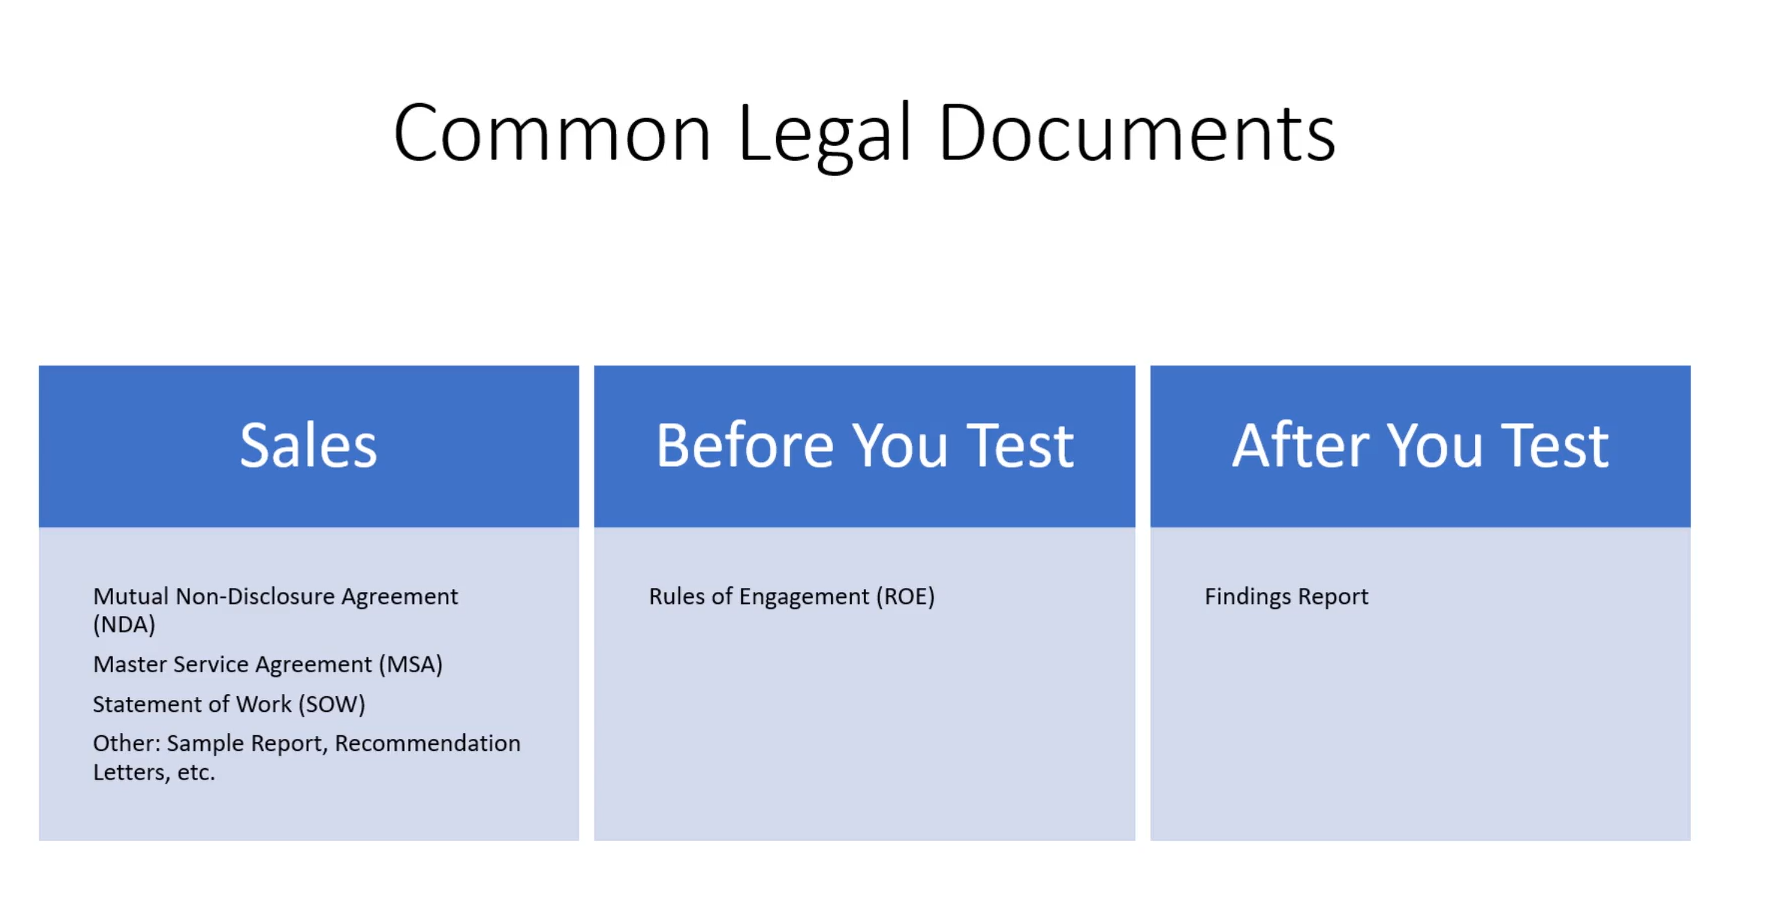 Common Legal Documents
Sales
Mutual Non-Disclosure Agreement
(NDA)
Master Service Agreement (MSA)
Statement of Work (SOW)
Other: Sample Report, Recommendation
Letters, etc.
Before You Test
Rules of Engagement (ROE)
After You Test
Findings Report